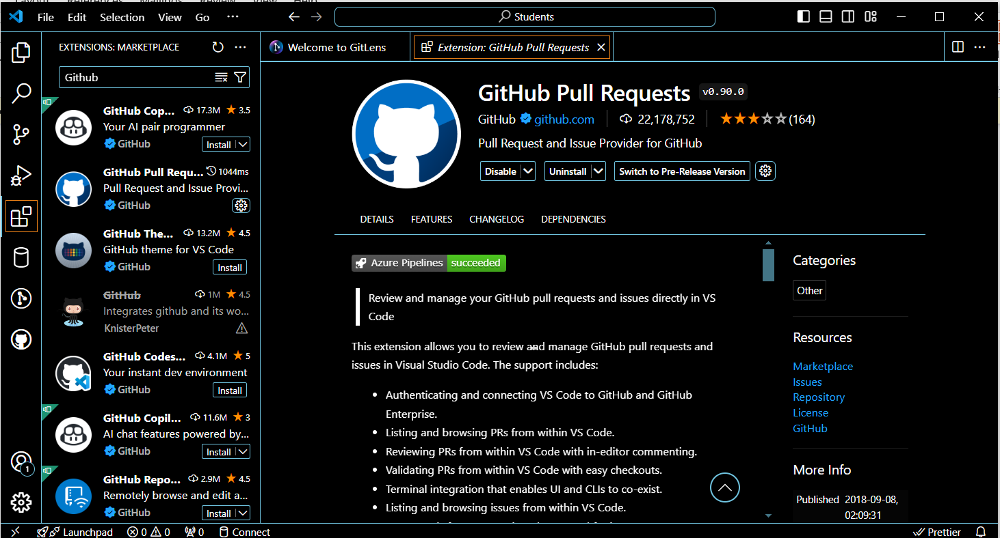 File Edit Selection View Go ···
Students
EXTENSIONS: MARKETPLACE
Github
GitHub Cop... 17.3M 3.5
Your AI pair programmer
GitHub
Install
GitHub Pull Requ... 1044ms
Pull Request and Issue Provi...
GitHub
GitHub The... 13.2M 4.5
GitHub theme for VS Code
GitHub
Install
GitHub 1M 4.5
Integrates github and its wo...
KnisterPeter
GitHub Codes... 4.1M 5
Your instant dev environment
GitHub
Install
GitHub Copil... 11.6M 3
AI chat features powered by...
GitHub
Install
GitHub Repo... 2.9M 4.5
Remotely browse and edit a...
GitHub
Install
1
Welcome to GitLens
Extension: GitHub Pull Requests
GitHub Pull Requests v0.90.0
GitHub github.com 22,178,752 (164)
Pull Request and Issue Provider for GitHub
Disable Uninstall Switch to Pre-Release Version
DETAILS FEATURES CHANGELOG DEPENDENCIES
Azure Pipelines succeeded
Review and manage your GitHub pull requests and issues directly in VS
Code
This extension allows you to review and manage GitHub pull requests and
issues in Visual Studio Code. The support includes:
• Authenticating and connecting VS Code to GitHub and GitHub
Enterprise.
• Listing and browsing PRs from within VS Code.
• Reviewing PRs from within VS Code with in-editor commenting.
• Validating PRs from within VS Code with easy checkouts.
• Terminal integration that enables UI and CLIs to co-exist.
• Listing and browsing issues from within VS Code.
Categories
Other
Resources
Marketplace
Issues
Repository
License
GitHub
More Info
Published 2018-09-08,
02:09:31
Launchpad 0 0 0 Connect
Prettier